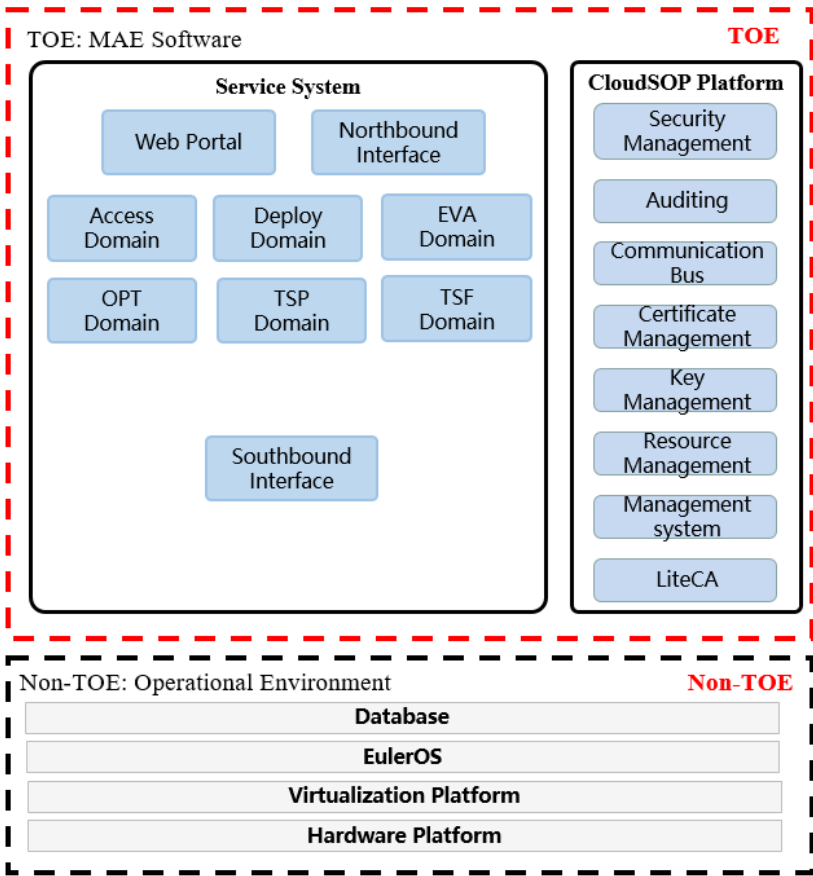 TOE: MAE Software
TOE
Service System
Web Portal
Northbound
Interface
Access
Domain
Deploy
Domain
EVA
Domain
OPT
Domain
TSP
Domain
TSF
Domain
Southbound
Interface
CloudSOP Platform
Security
Management
Auditing
Communication
Bus
Certificate
Management
Key
Management
Resource
Management
Management
system
LiteCA
Non-TOE: Operational Environment
Non-TOE
Database
EulerOS
Virtualization Platform
Hardware Platform